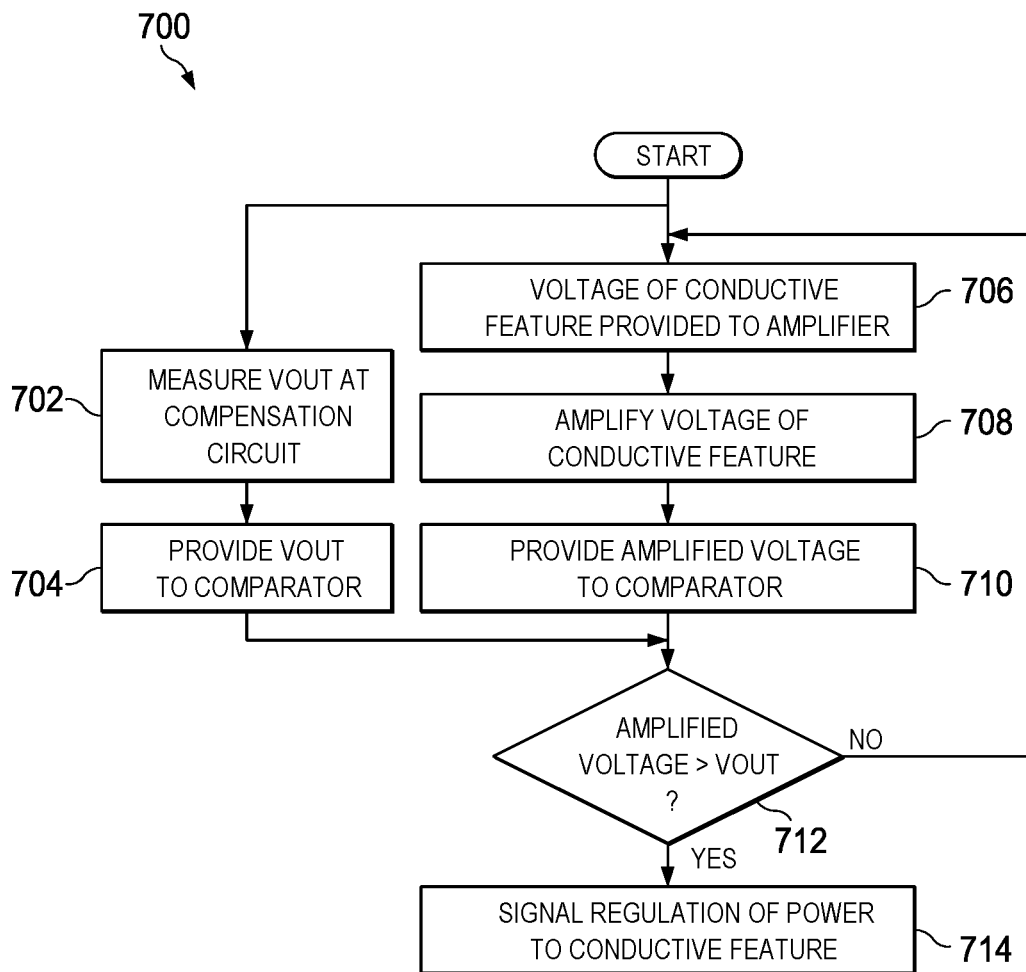 700
START
VOLTAGE OF CONDUCTIVE
FEATURE PROVIDED TO AMPLIFIER
706
MEASURE VOUT AT
COMPENSATION
CIRCUIT
702
AMPLIFY VOLTAGE OF
CONDUCTIVE FEATURE
708
PROVIDE VOUT
TO COMPARATOR
704
PROVIDE AMPLIFIED VOLTAGE
TO COMPARATOR
710
AMPLIFIED
VOLTAGE > VOUT
?
NO
712
YES
SIGNAL REGULATION OF POWER
TO CONDUCTIVE FEATURE
714